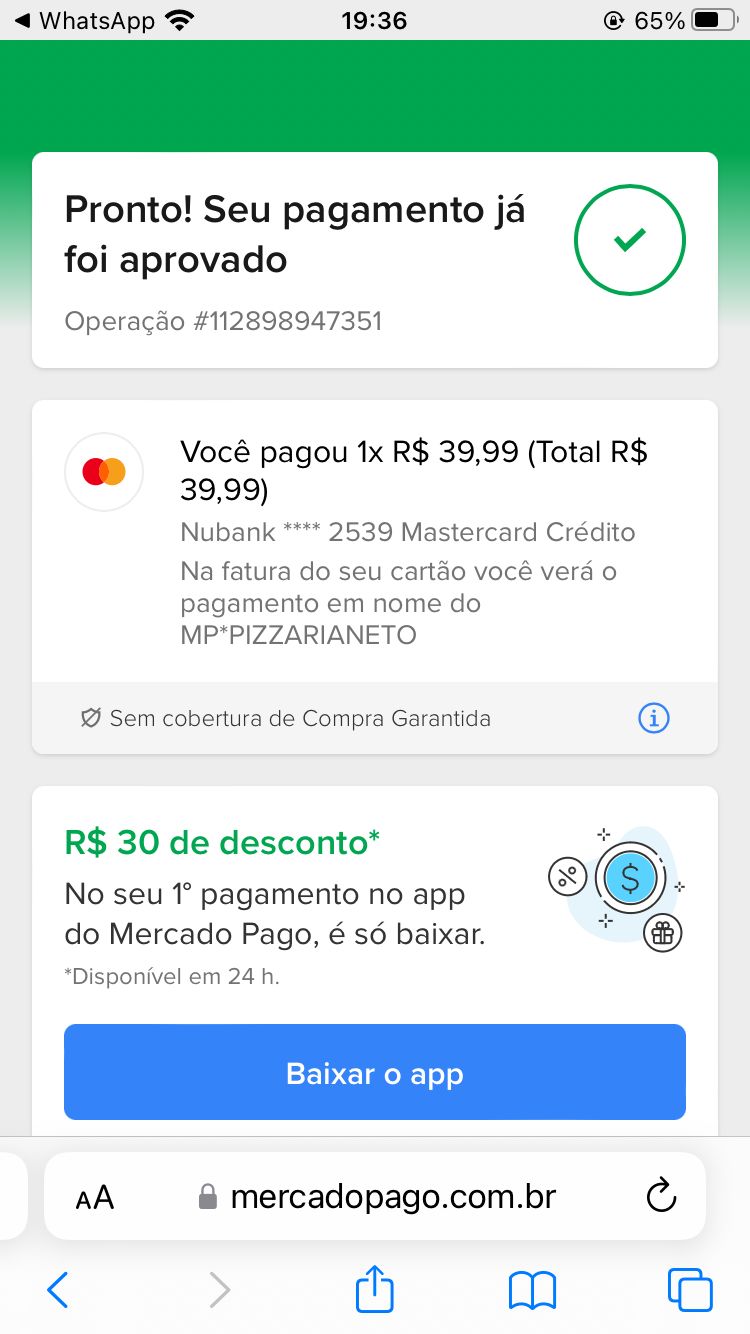 WhatsApp 19:36 65%
Pronto! Seu pagamento já
foi aprovado
Operação #112898947351
Você pagou 1x R$ 39,99 (Total R$
39,99)
Nubank **** 2539 Mastercard Crédito
Na fatura do seu cartão você verá o
pagamento em nome do
MP*PIZZARIANETO
Sem cobertura de Compra Garantida
R$ 30 de desconto*
No seu 1° pagamento no app
do Mercado Pago, é só baixar.
*Disponível em 24 h.
Baixar o app
AA mercadopago.com.br